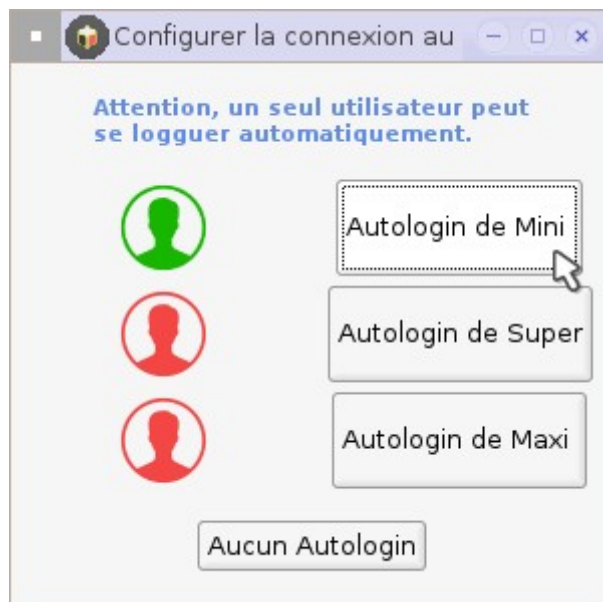 Configurer la connexion au
Attention, un seul utilisateur peut
se logguer automatiquement.
Autologin de Mini
Autologin de Super
Autologin de Maxi
Aucun Autologin